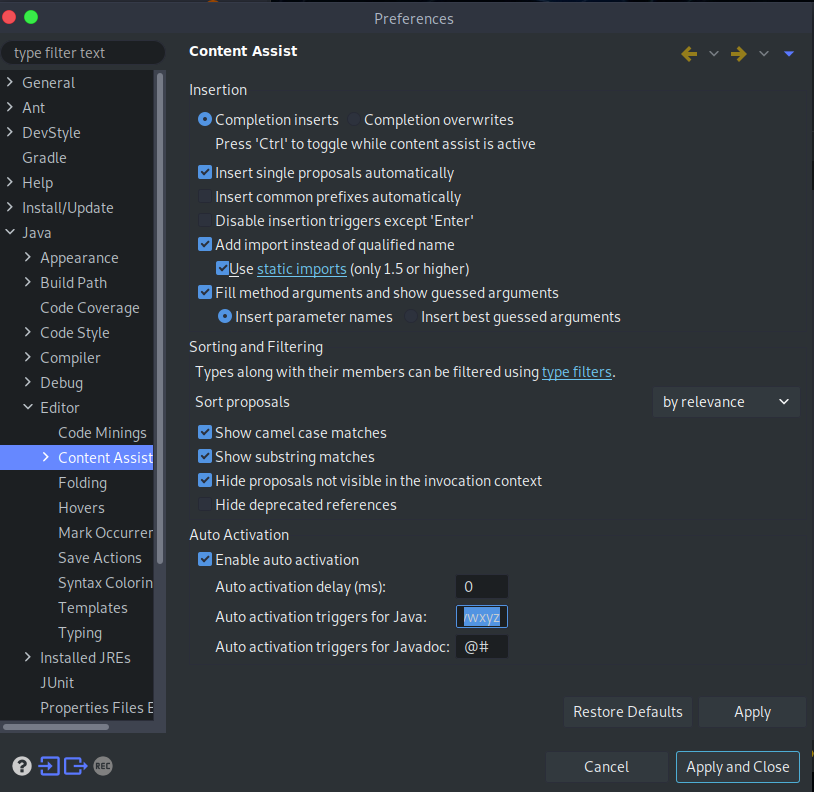 Preferences
type filter text
General
Ant
DevStyle
Gradle
Help
Install/Update
Java
Appearance
Build Path
Code Coverage
Code Style
Compiler
Debug
Editor
Code Minings
Content Assist
Folding
Hovers
Mark Occurrer
Save Actions
Syntax Colorin
Templates
Typing
Installed JREs
JUnit
Properties Files E
Content Assist
Insertion
Completion inserts Completion overwrites
Press 'Ctrl' to toggle while content assist is active
Insert single proposals automatically
Insert common prefixes automatically
Disable insertion triggers except 'Enter'
Add import instead of qualified name
Use static imports (only 1.5 or higher)
Fill method arguments and show guessed arguments
Insert parameter names Insert best guessed arguments
Sorting and Filtering
Types along with their members can be filtered using type filters.
Sort proposals by relevance
Show camel case matches
Show substring matches
Hide proposals not visible in the invocation context
Hide deprecated references
Auto Activation
Enable auto activation
Auto activation delay (ms): 0
Auto activation triggers for Java: wxyz
Auto activation triggers for Javadoc: @#
Restore Defaults Apply
? REC
Cancel Apply and Close